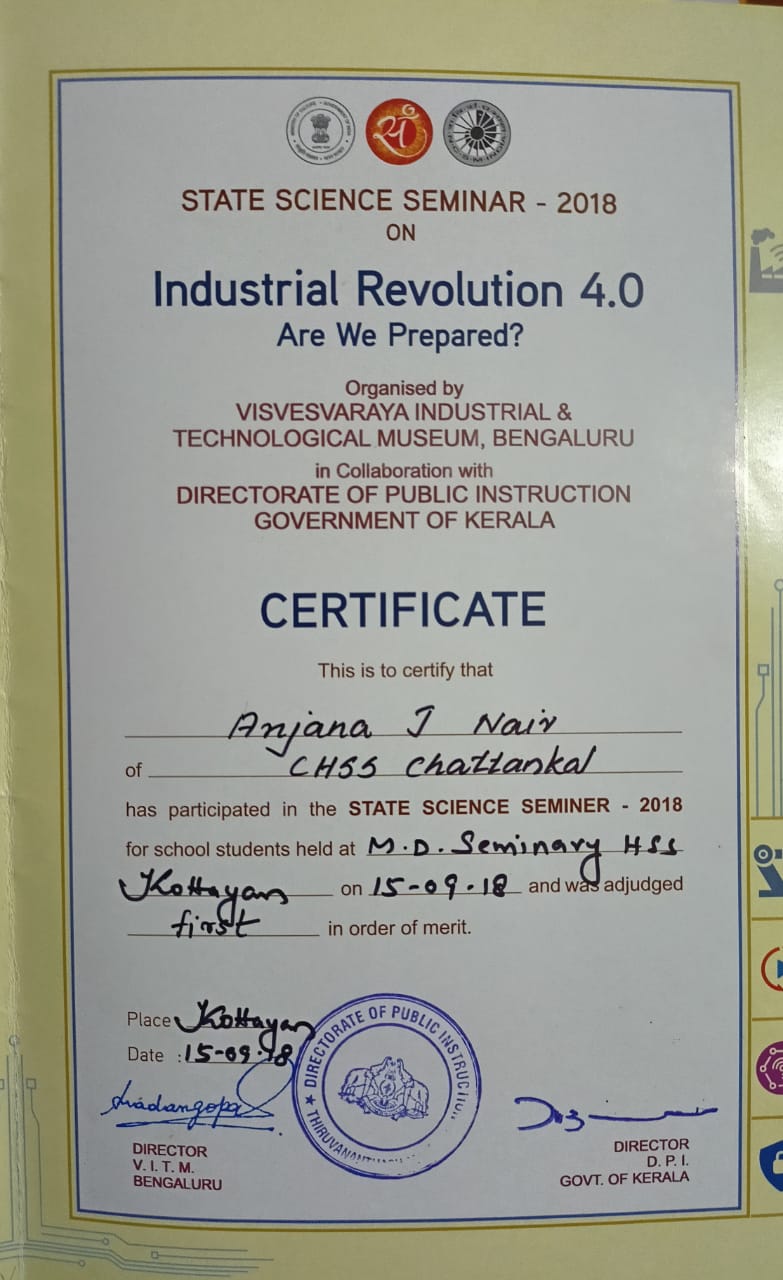 STATE SCIENCE SEMINAR - 2018
ON
Industrial Revolution 4.0
Are We Prepared?
Organised by
VISVESVARAYA INDUSTRIAL &
TECHNOLOGICAL MUSEUM, BENGALURU
in Collaboration with
DIRECTORATE OF PUBLIC INSTRUCTION
GOVERNMENT OF KERALA
CERTIFICATE
This is to certify that
Anjana J Nair
of CHSS Chattankal
has participated in the STATE SCIENCE SEMINER - 2018
for school students held at M.D. Seminary HSS
Kottayam on 15-09-18 and was adjudged
first in order of merit.
Place Kottayam
Date : 15-09-18
DIRECTORATE OF PUBLIC INSTRUCTION
DIRECTOR
V. I. T. M.
BENGALURU
DIRECTOR
D. P. I.
GOVT. OF KERALA